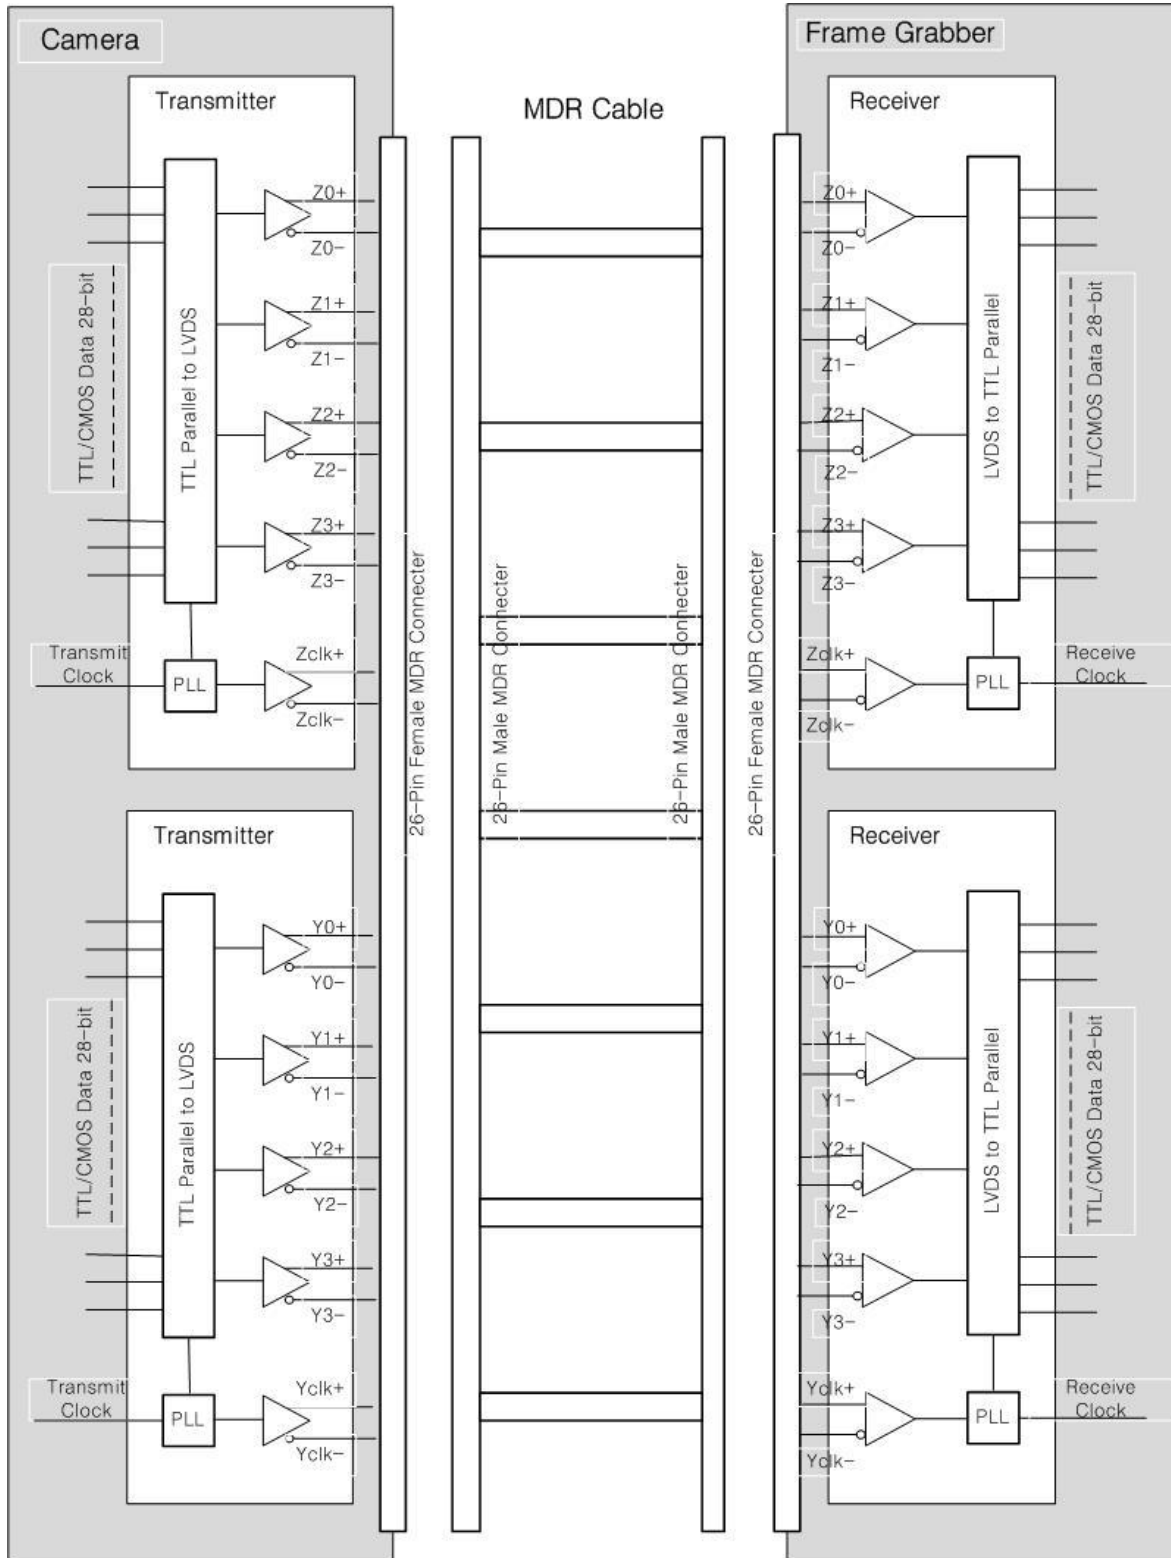 Camera
Frame Grabber
MDR Cable
Transmitter
TTL/CMOS Data 28-bit
TTL Parallel to LVDS
Z0+
Z0-
Z1+
Z1-
Z2+
Z2-
Z3+
Z3-
Transmit
Clock
PLL
Zclk+
Zclk-
26-Pin Female MDR Connecter
26-Pin Male MDR Connecter
26-Pin Male MDR Connecter
26-Pin Female MDR Connecter
Receiver
Z0+
Z0-
Z1+
Z1-
Z2+
Z2-
Z3+
Z3-
Zclk+
Zclk-
LVDS to TTL Parallel
TTL/CMOS Data 28-bit
PLL
Receive
Clock
Transmitter
TTL/CMOS Data 28-bit
TTL Parallel to LVDS
Y0+
Y0-
Y1+
Y1-
Y2+
Y2-
Y3+
Y3-
Transmit
Clock
PLL
Yclk+
Yclk-
Receiver
Y0+
Y0-
Y1+
Y1-
Y2+
Y2-
Y3+
Y3-
Yclk+
Yclk-
LVDS to TTL Parallel
TTL/CMOS Data 28-bit
PLL
Receive
Clock